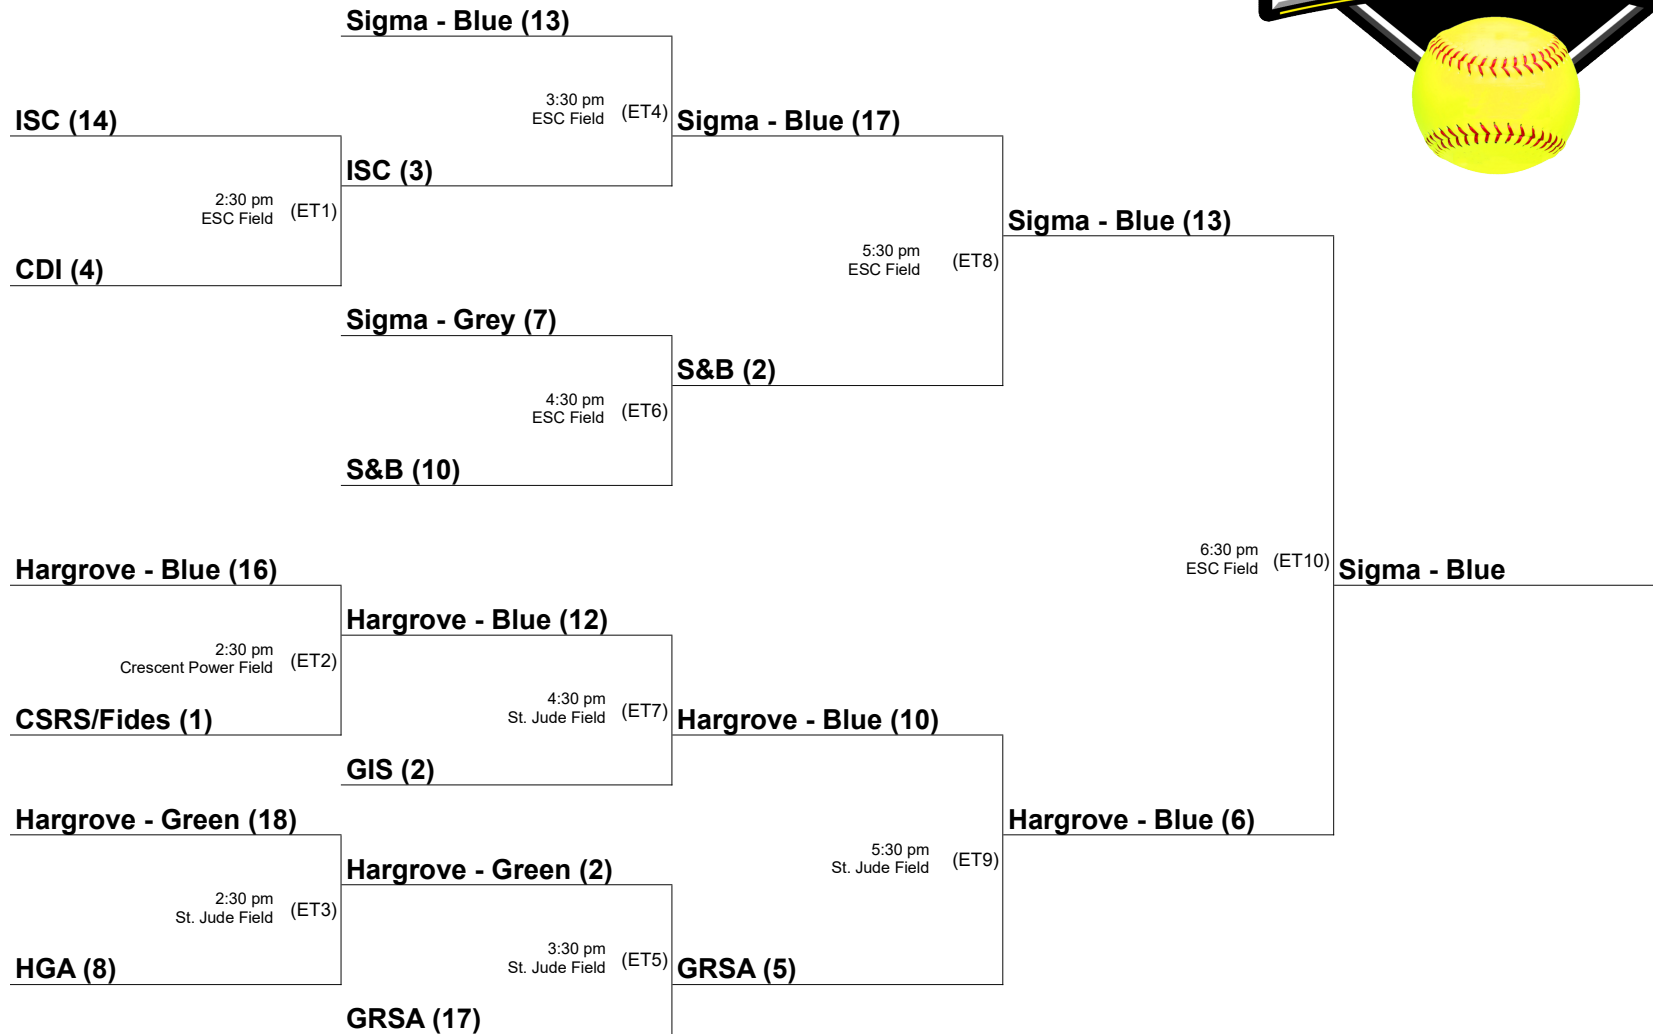 Sigma - Blue (13)
3:30 pm
ESC Field
(ET4)
ISC (14)
Sigma - Blue (17)
ISC (3)
2:30 pm
ESC Field
(ET1)
Sigma - Blue (13)
5:30 pm
ESC Field
(ET8)
CDI (4)
Sigma - Grey (7)
S&B (2)
4:30 pm
ESC Field
(ET6)
S&B (10)
6:30 pm
ESC Field
(ET10)
Hargrove - Blue (16)
Sigma - Blue
Hargrove - Blue (12)
2:30 pm
Crescent Power Field
(ET2)
4:30 pm
St. Jude Field
(ET7)
CSRS/Fides (1)
Hargrove - Blue (10)
GIS (2)
Hargrove - Green (18)
Hargrove - Blue (6)
5:30 pm
St. Jude Field
(ET9)
Hargrove - Green (2)
2:30 pm
St. Jude Field
(ET3)
3:30 pm
St. Jude Field
(ET5)
HGA (8)
GRSA (5)
GRSA (17)